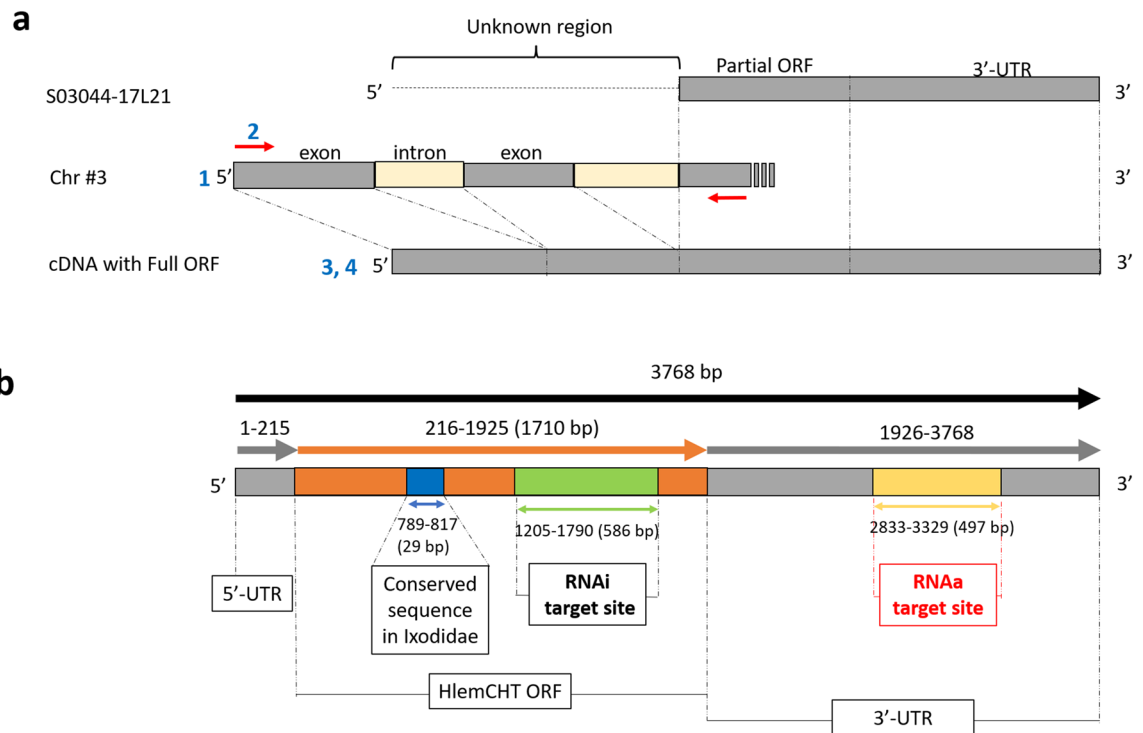 a
Unknown region
Partial ORF
3'-UTR
S03044-17L21
5'
3'
2
exon
intron
exon
Chr #3
1
5'
3'
cDNA with Full ORF
3, 4
5'
3'
b
3768 bp
1-215
216-1925 (1710 bp)
1926-3768
5'
3'
789-817
(29 bp)
1205-1790 (586 bp)
2833-3329 (497 bp)
5'-UTR
Conserved
sequence
in Ixodidae
RNAi
target site
RNAa
target site
HlemCHT ORF
3'-UTR